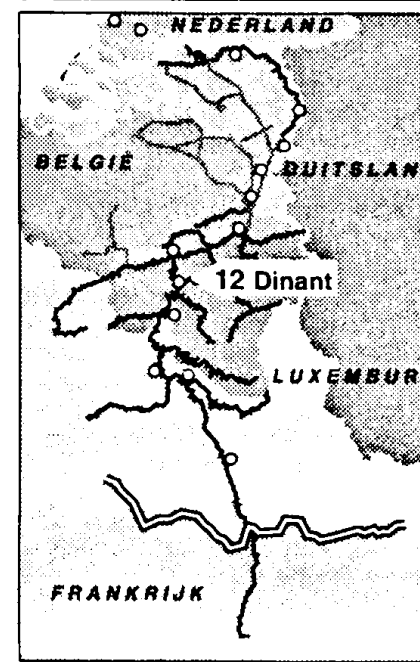 NEDERLAND
BELGIË
DUITSLAN
12 Dinant
LUXEMBUR
FRANKRIJK